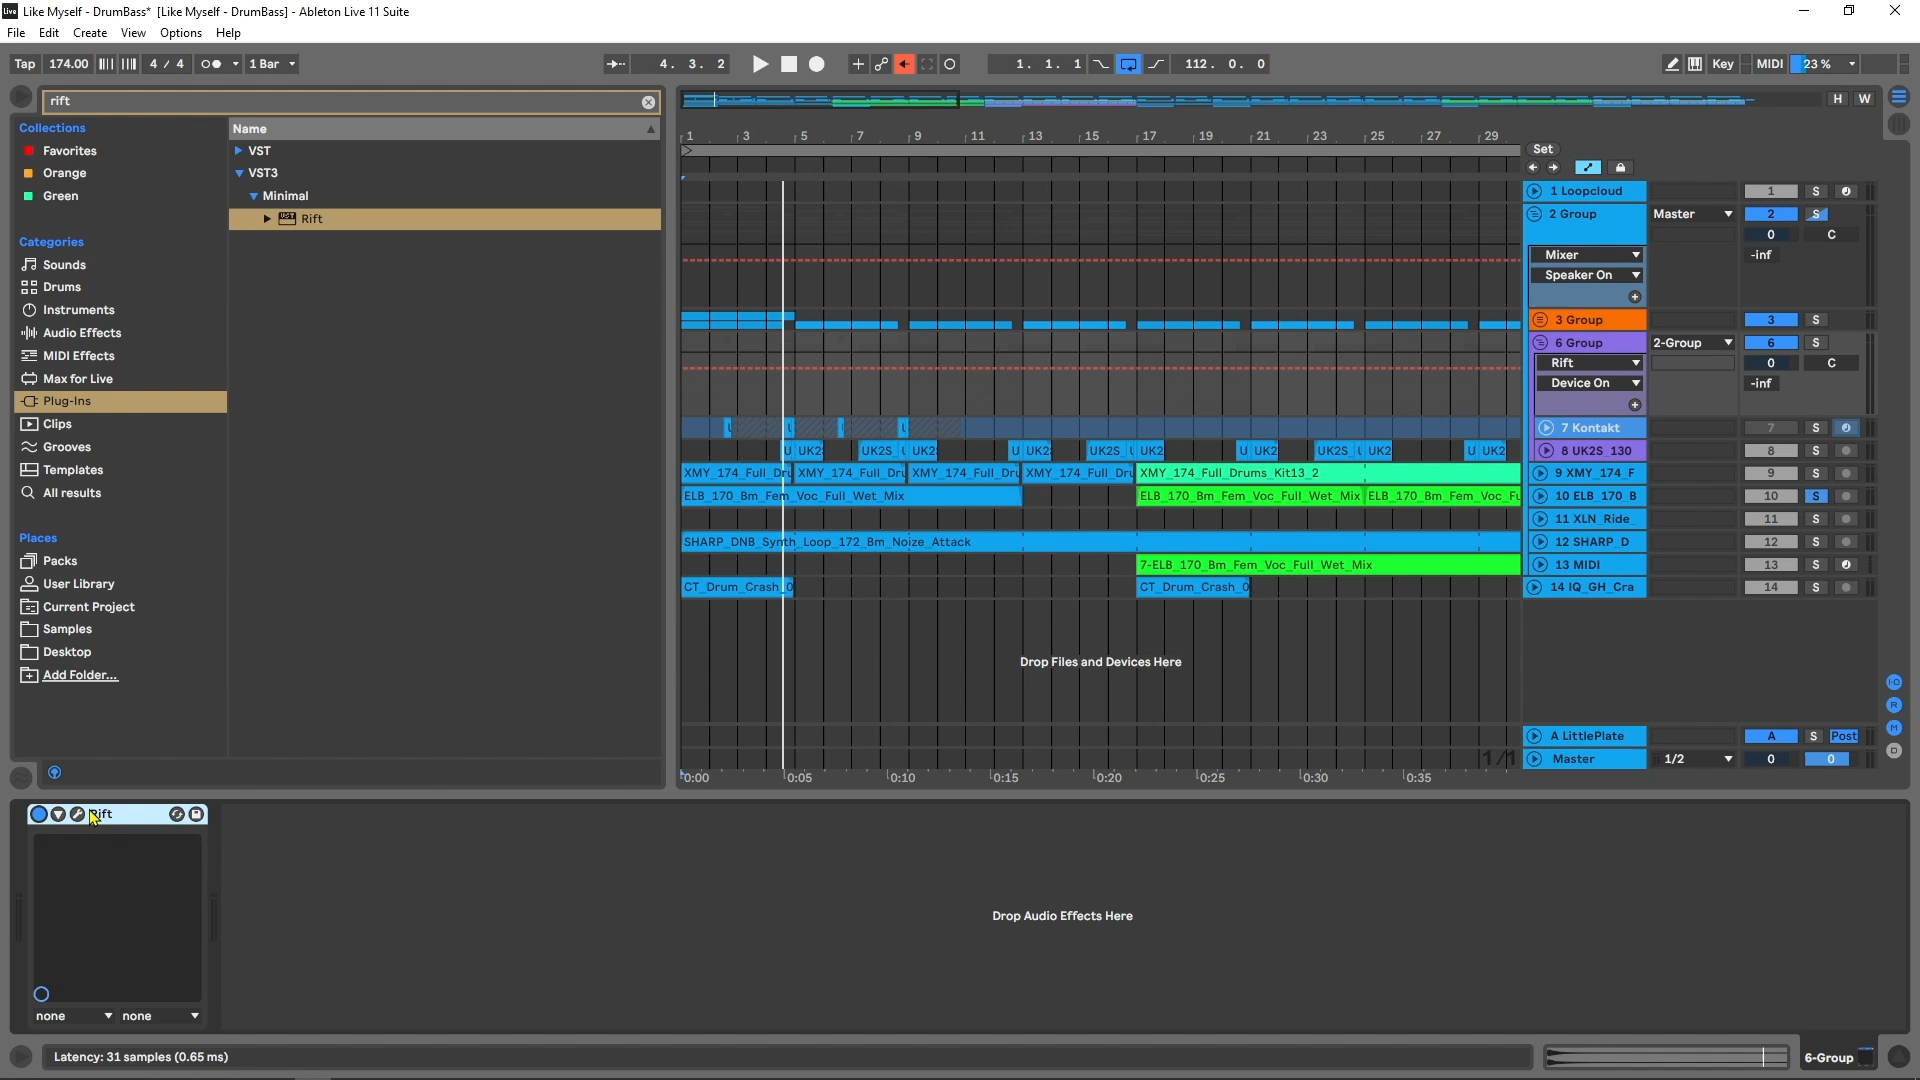 Like Myself - DrumBass* [Like Myself - DrumBass] - Ableton Live 11 Suite
File Edit Create View Options Help
Tap 174.00 4 / 4 1 Bar 4. 3. 2 1. 1. 1 112. 0. 0 Key MIDI 23 %
rift
H W
Collections
Favorites
Orange
Green
Categories
Sounds
Drums
Instruments
Audio Effects
MIDI Effects
Max for Live
Plug-Ins
Clips
Grooves
Templates
All results
Places
Packs
User Library
Current Project
Samples
Desktop
Add Folder...
Name
VST
VST3
Minimal
Rift
1 3 5 7 9 11 13 15 17 19 21 23 25 27 29
Set
1 Loopcloud 1 S
2 Group Master 2 S
0 C
Mixer -inf
Speaker On
3 Group 3 S
6 Group 2-Group 6 S
Rift 0 C
Device On -inf
7 Kontakt 7 S
U UK2 UK2S_ UK2 U UK2 UK2S_ UK2 U UK2 UK2S_ UK2 U UK2 8 UK2S_130 8 S
XMY_174_Full_Dru XMY_174_Full_Dru XMY_174_Full_Dru XMY_174_Full_Dru XMY_174_Full_Drums_Kit13_2 9 XMY_174_F 9 S
ELB_170_Bm_Fem_Voc_Full_Wet_Mix ELB_170_Bm_Fem_Voc_Full_Wet_Mix ELB_170_Bm_Fem_Voc_Fu 10 ELB_170_B 10 S
11 XLN_Ride_ 11 S
SHARP_DNB_Synth_Loop_172_Bm_Noize_Attack 12 SHARP_D 12 S
7-ELB_170_Bm_Fem_Voc_Full_Wet_Mix 13 MIDI 13 S
CT_Drum_Crash_0 CT_Drum_Crash_0 14 IQ_GH_Cra 14 S
Drop Files and Devices Here
I·O
R
M
D
A LittlePlate A S Post
1/1 Master 1/2 0 0
0:00 0:05 0:10 0:15 0:20 0:25 0:30 0:35
Rift
Drop Audio Effects Here
none none
Latency: 31 samples (0.65 ms)
6-Group